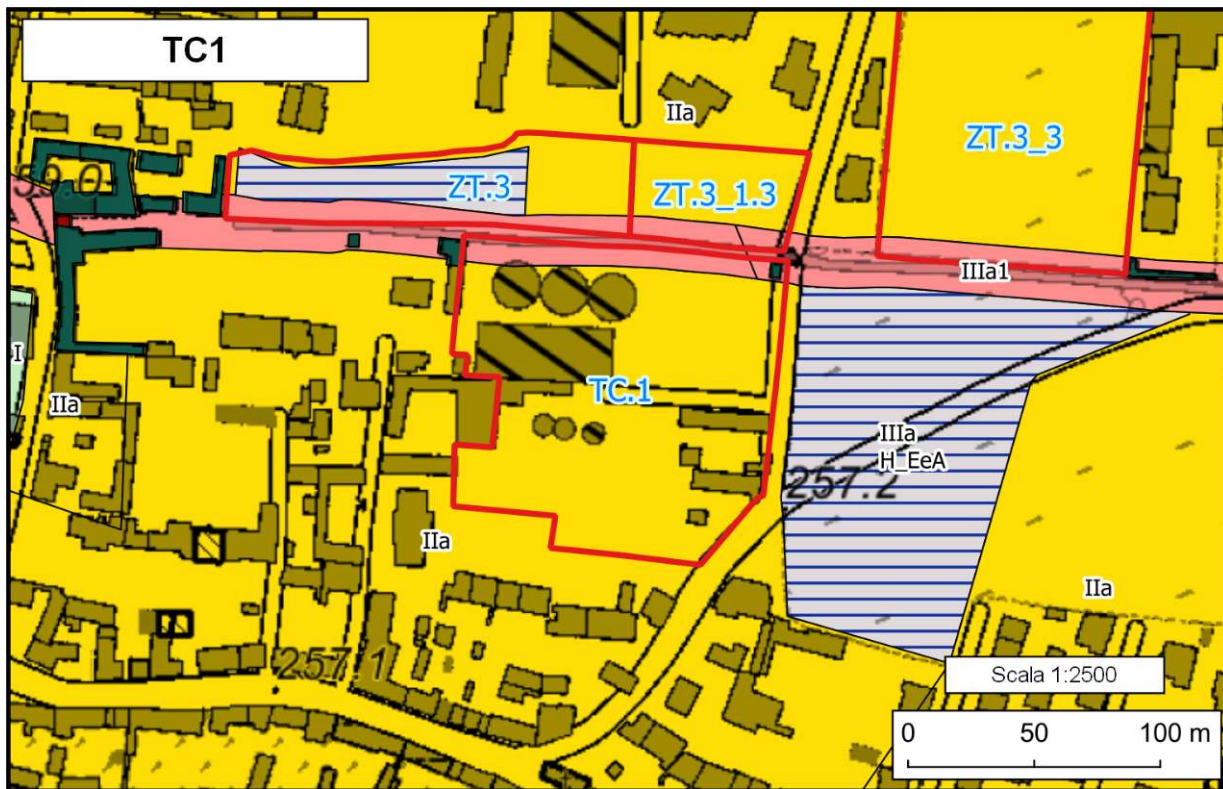 TC1
IIa
ZT.3_3
ZT.3
ZT.3_1.3
IIIa1
I
IIa
TC.1
IIIa
H_EeA
257.2
IIa
IIa
257.1
Scala 1:2500
0 50 100 m